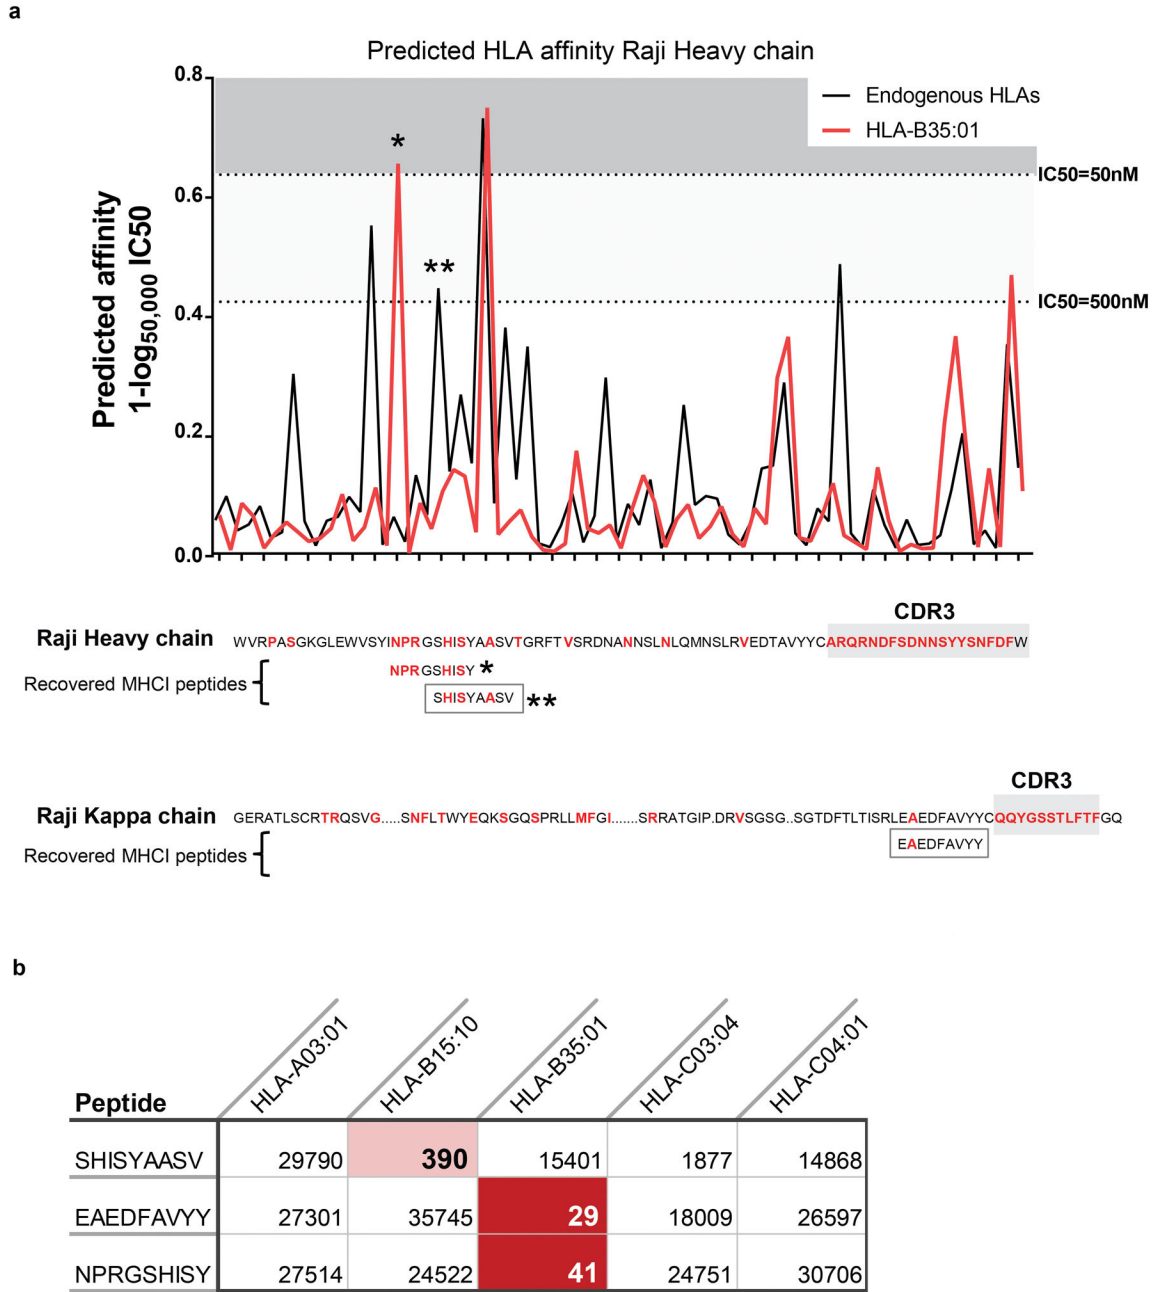 a
Predicted HLA affinity Raji Heavy chain
Endogenous HLAs
HLA-B35:01
Predicted affinity
1-log50,000 IC50
0.8
0.6
0.4
0.2
0.0
*
**
IC50=50nM
IC50=500nM
CDR3
Raji Heavy chain WVRPASGKGLEWVSYINPRGSHISYAASVTGRFTVSRDNANNSLNLQMNSLRVEDTAVYYCARQRNDFSDNNSYYSNFDFW
Recovered MHCI peptides { NPRGSHISY *
SHISYAASV **
CDR3
Raji Kappa chain GERATLSCRTRQSVG.....SNFLTWYEQKSGQSPRLLMFGI.......SRRATGIP.DRVSGSG..SGTDFTLTISRLEAEDFAVYYCQQYGSSTLFTFGQ
Recovered MHCI peptides { EAEDFAVYY
b
Peptide HLA-A03:01 HLA-B15:10 HLA-B35:01 HLA-C03:04 HLA-C04:01
SHISYAASV 29790 390 15401 1877 14868
EAEDFAVYY 27301 35745 29 18009 26597
NPRGSHISY 27514 24522 41 24751 30706